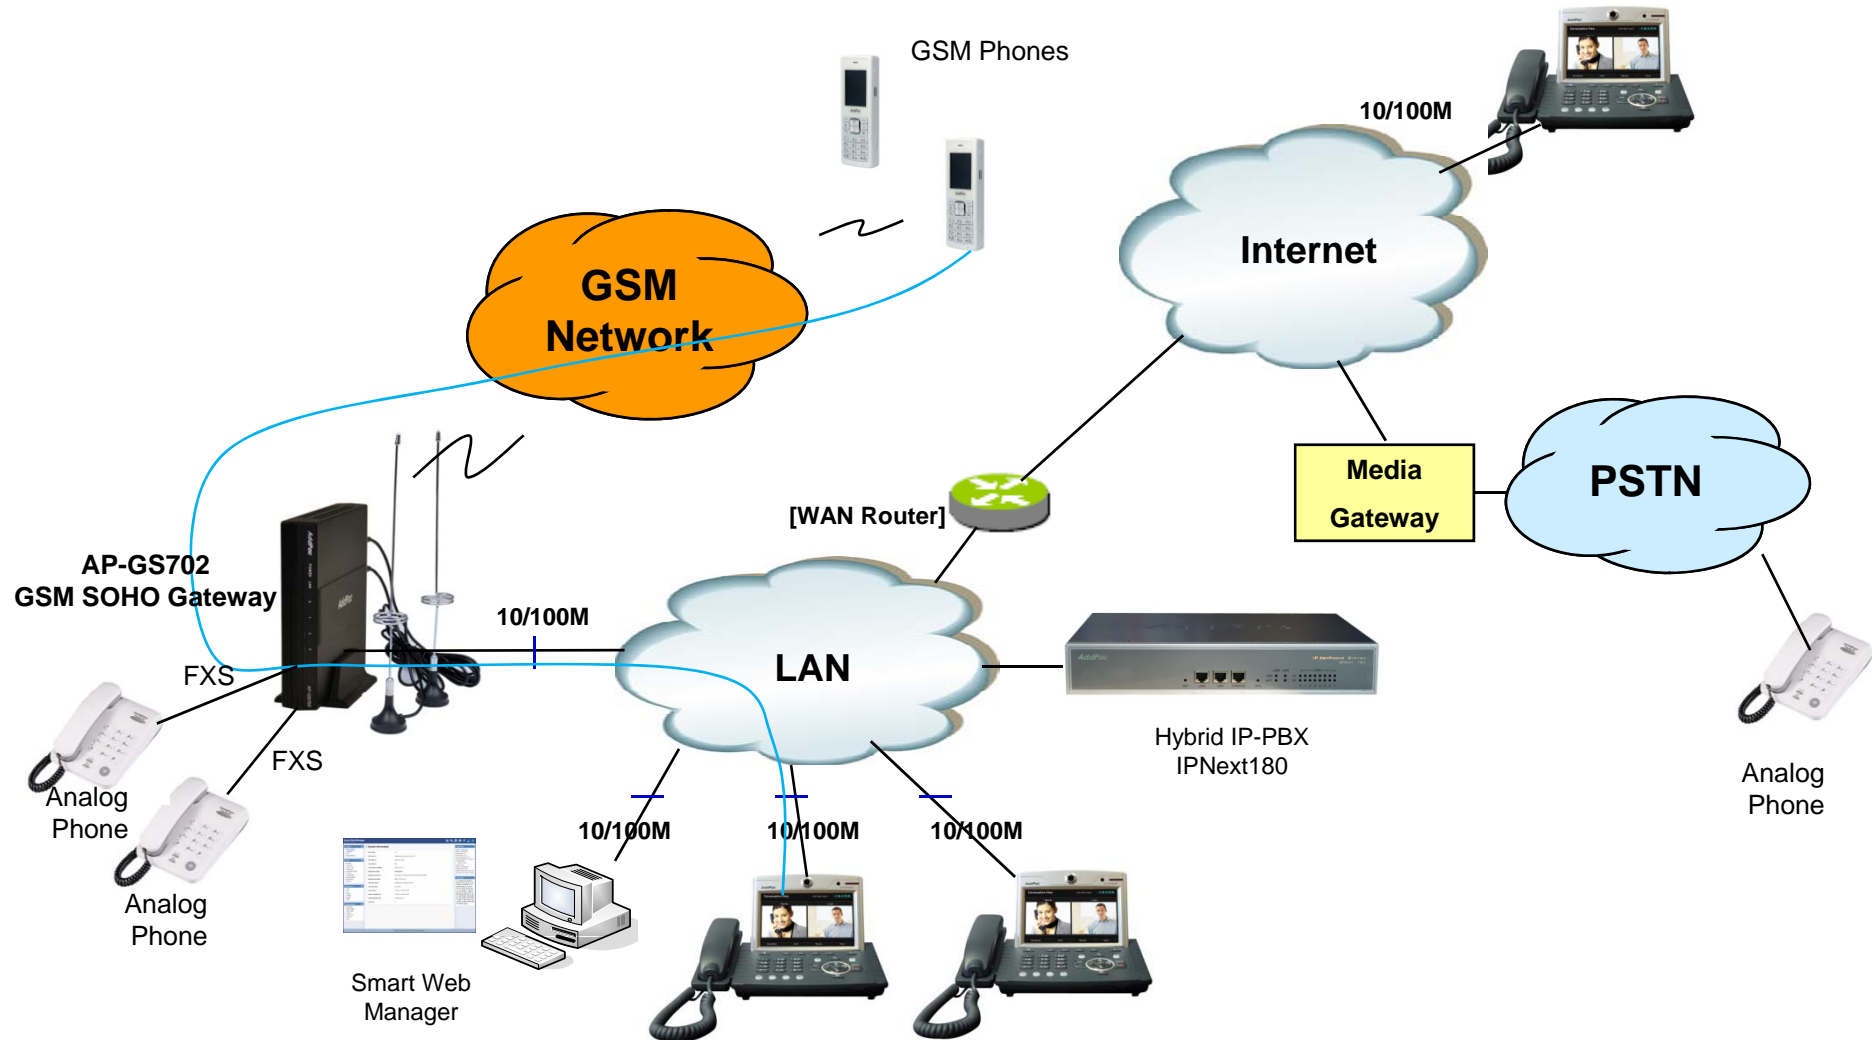 GSM Phones
10/100M
Internet
GSM
Network
Media
Gateway
PSTN
[WAN Router]
AP-GS702
GSM SOHO Gateway
10/100M
LAN
AddPac
FXS
FXS
Hybrid IP-PBX
IPNext180
Analog
Phone
Analog
Phone
Analog
Phone
10/100M
10/100M
10/100M
Smart Web
Manager